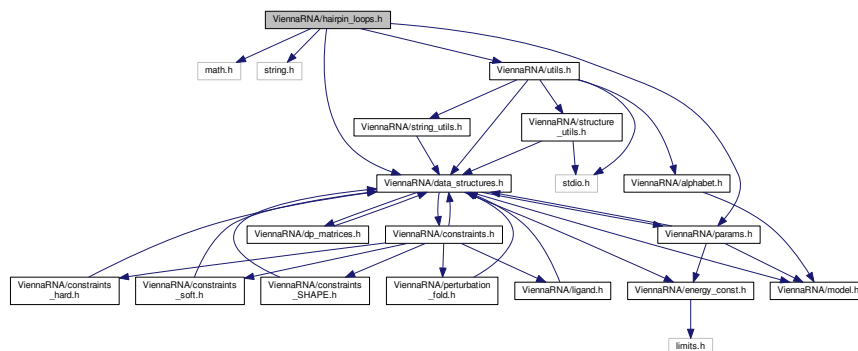 ViennaRNA/hairpin_loops.h
math.h
string.h
ViennaRNA/utils.h
ViennaRNA/string_utils.h
ViennaRNA/structure
_utils.h
ViennaRNA/data_structures.h
stdio.h
ViennaRNA/alphabet.h
ViennaRNA/dp_matrices.h
ViennaRNA/constraints.h
ViennaRNA/params.h
ViennaRNA/constraints
_hard.h
ViennaRNA/constraints
_soft.h
ViennaRNA/constraints
_SHAPE.h
ViennaRNA/perturbation
_fold.h
ViennaRNA/ligand.h
ViennaRNA/energy_const.h
ViennaRNA/model.h
limits.h